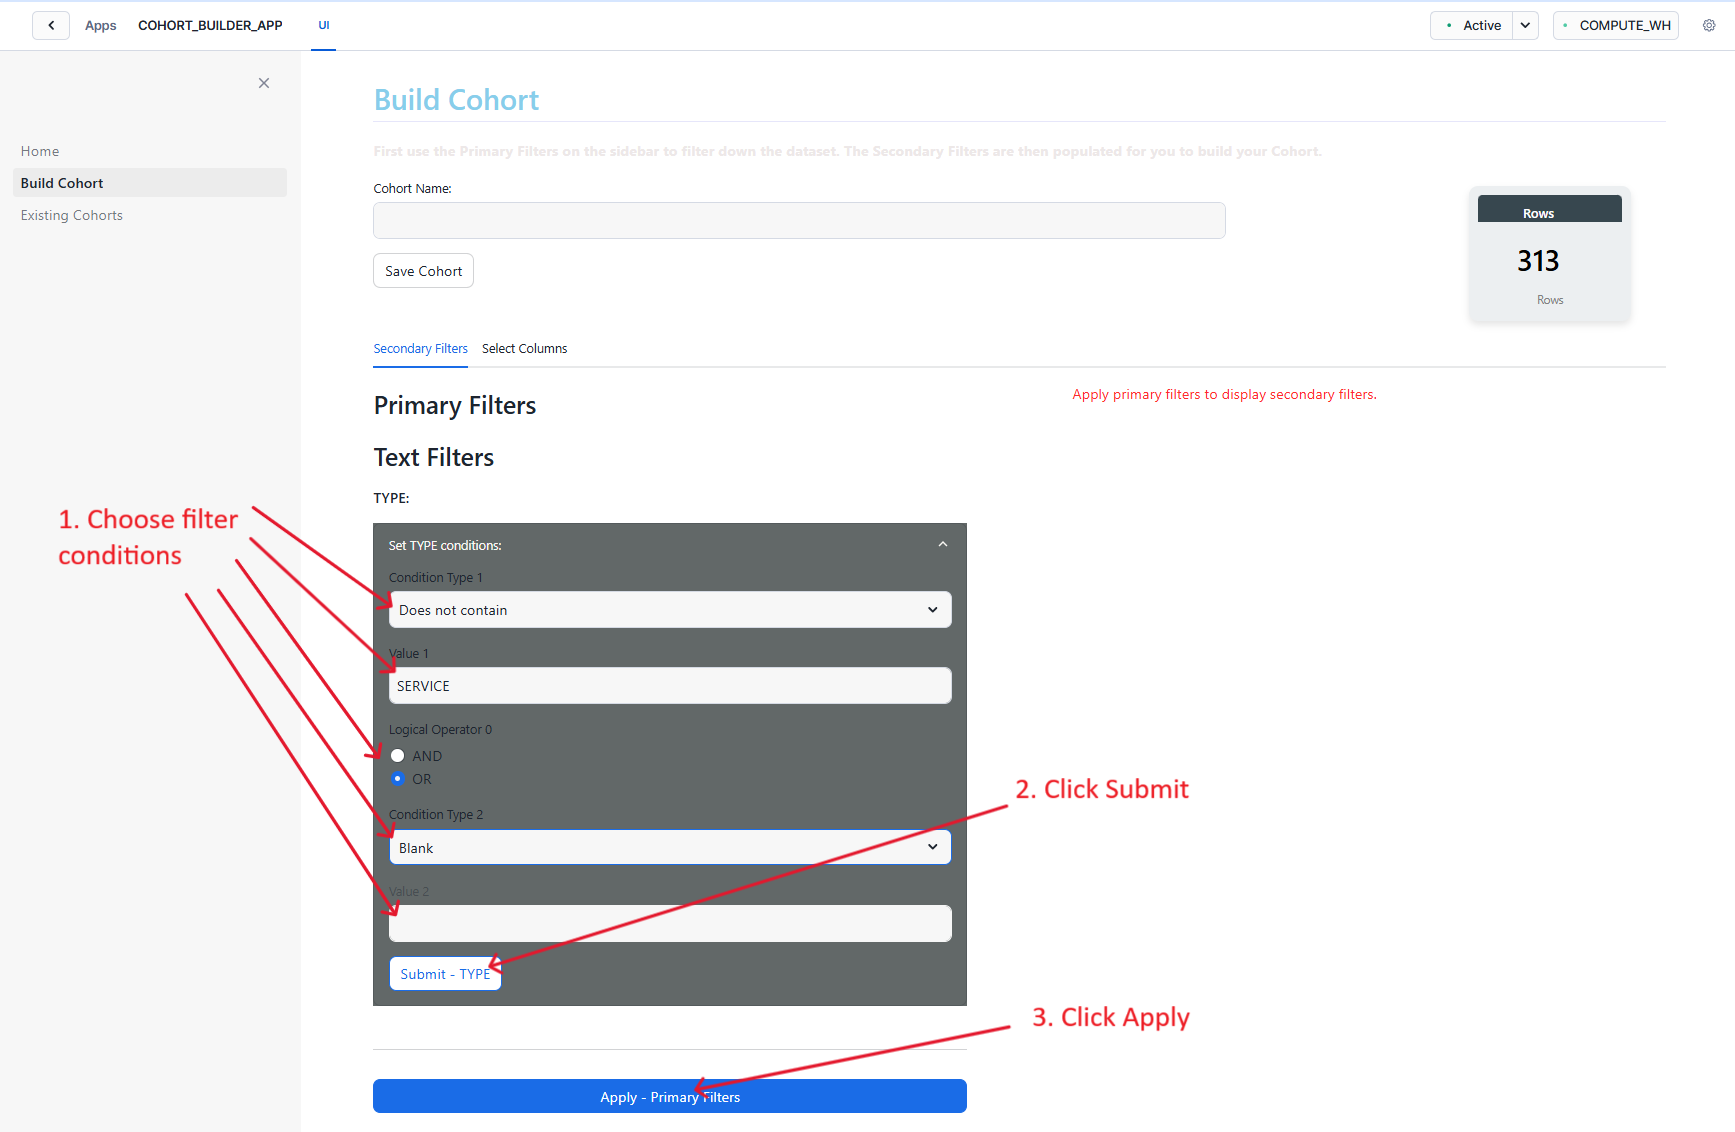 Apps COHORT_BUILDER_APP UI Active COMPUTE_WH
Home
Build Cohort
Existing Cohorts
Build Cohort
First use the Primary Filters on the sidebar to filter down the dataset. The Secondary Filters are then populated for you to build your Cohort.
Cohort Name:
Save Cohort
Rows
313
Rows
Secondary Filters Select Columns
Primary Filters
Apply primary filters to display secondary filters.
Text Filters
TYPE:
1. Choose filter
conditions
Set TYPE conditions:
Condition Type 1
Does not contain
Value 1
SERVICE
Logical Operator 0
AND
OR
2. Click Submit
Condition Type 2
Blank
Value 2
Submit - TYPE
3. Click Apply
Apply - Primary Filters